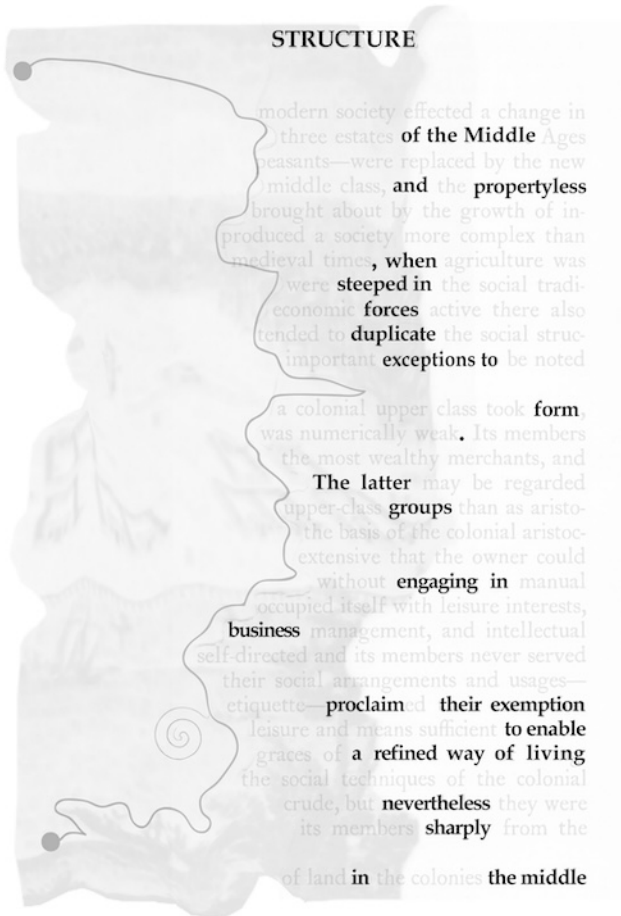 STRUCTURE
modern society effected a change in
three estates of the Middle Ages
peasants—were replaced by the new
middle class, and the propertyless
brought about by the growth of in-
produced a society more complex than
medieval times, when agriculture was
were steeped in the social tradi-
economic forces active there also
tended to duplicate the social struc-
important exceptions to be noted
a colonial upper class took form,
was numerically weak. Its members
the most wealthy merchants, and
The latter may be regarded
upper-class groups than as aristo-
the basis of the colonial aristoc-
extensive that the owner could
without engaging in manual
occupied itself with leisure interests,
business management, and intellectual
self-directed and its members never served
their social arrangements and usages—
etiquette—proclaim their exemption
leisure and means sufficient to enable
graces of a refined way of living
the social techniques of the colonial
crude, but nevertheless they were
its members sharply from the
of land in the colonies the middle